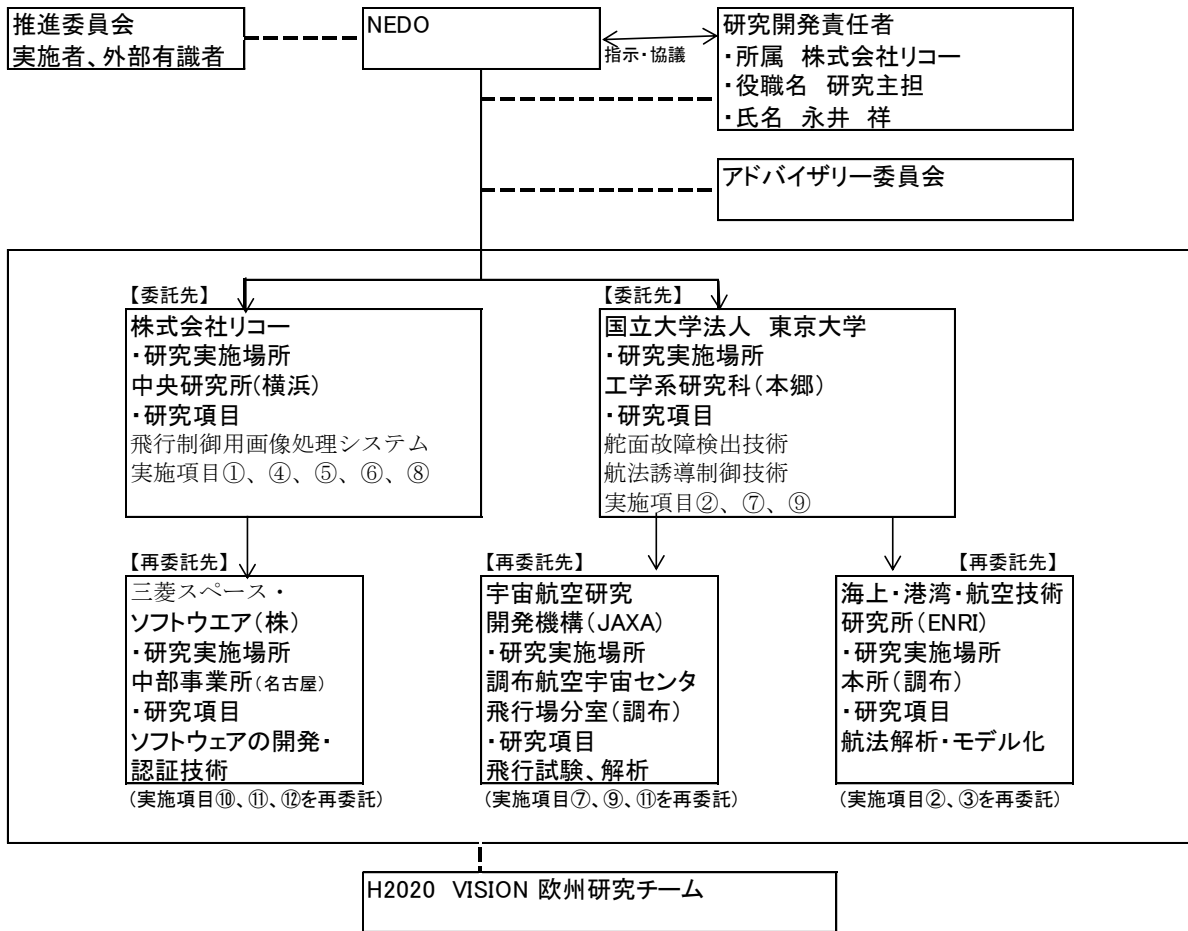 推進委員会
実施者、外部有識者
NEDO
指示・協議
研究開発責任者
・所属 株式会社リコー
・役職名 研究主担
・氏名 永井 祥
アドバイザリー委員会
【委託先】
株式会社リコー
・研究実施場所
中央研究所(横浜)
・研究項目
飛行制御用画像処理システム
実施項目①、④、⑤、⑥、⑧
【委託先】
国立大学法人 東京大学
・研究実施場所
工学系研究科(本郷)
・研究項目
舵面故障検出技術
航法誘導制御技術
実施項目②、⑦、⑨
【再委託先】
三菱スペース・
ソフトウエア(株)
・研究実施場所
中部事業所(名古屋)
・研究項目
ソフトウェアの開発・
認証技術
(実施項目⑩、⑪、⑫を再委託)
【再委託先】
宇宙航空研究
開発機構(JAXA)
・研究実施場所
調布航空宇宙センタ
飛行場分室(調布)
・研究項目
飛行試験、解析
(実施項目⑦、⑨、⑪を再委託)
【再委託先】
海上・港湾・航空技術
研究所(ENRI)
・研究実施場所
本所(調布)
・研究項目
航法解析・モデル化
(実施項目②、③を再委託)
H2020 VISION 欧州研究チーム